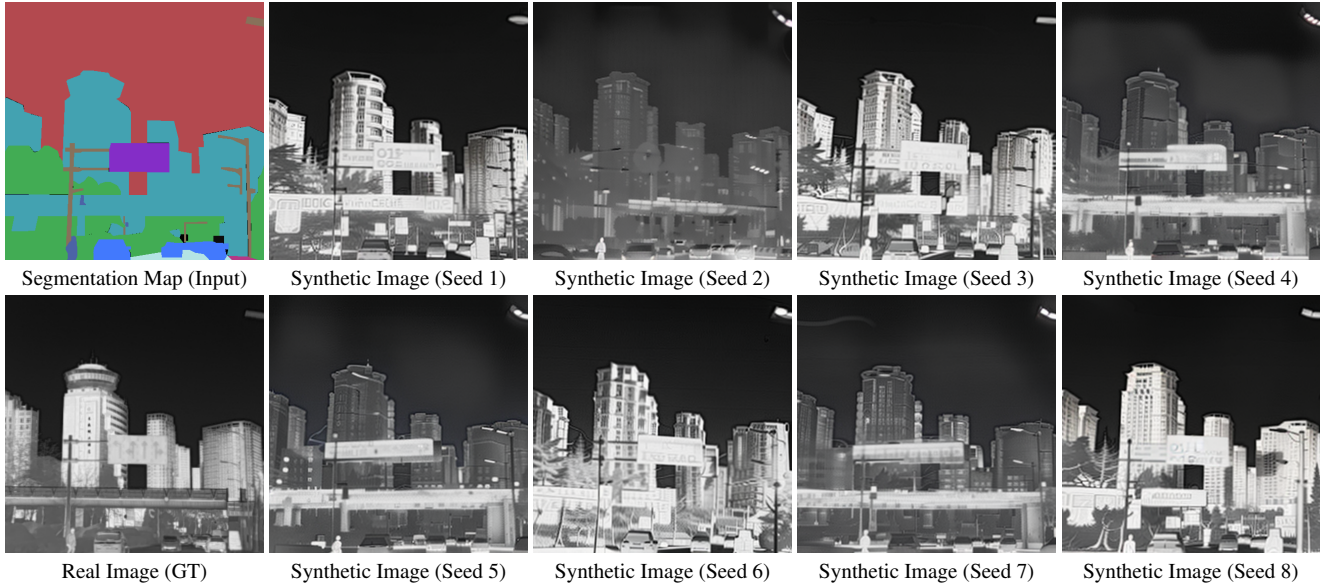 Segmentation Map (Input)
Synthetic Image (Seed 1)
Synthetic Image (Seed 2)
Synthetic Image (Seed 3)
Synthetic Image (Seed 4)
Real Image (GT)
Synthetic Image (Seed 5)
Synthetic Image (Seed 6)
Synthetic Image (Seed 7)
Synthetic Image (Seed 8)